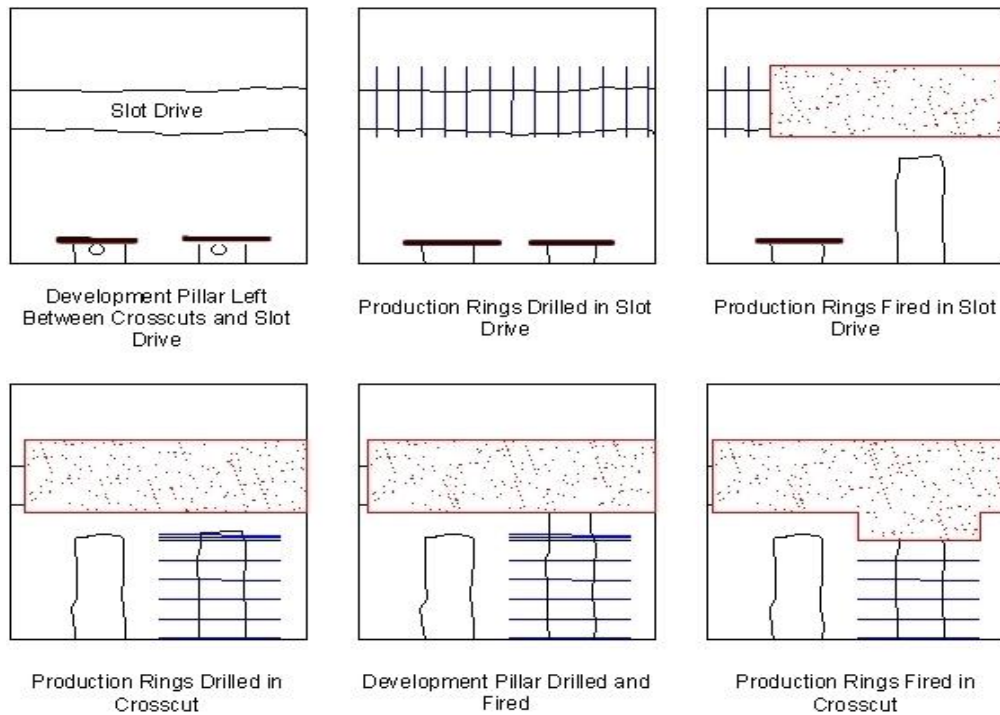 Slot Drive
Development Pillar Left
Between Crosscuts and Slot
Drive
Production Rings Drilled in Slot
Drive
Production Rings Fired in Slot
Drive
Production Rings Drilled in
Crosscut
Development Pillar Drilled and
Fired
Production Rings Fired in
Crosscut